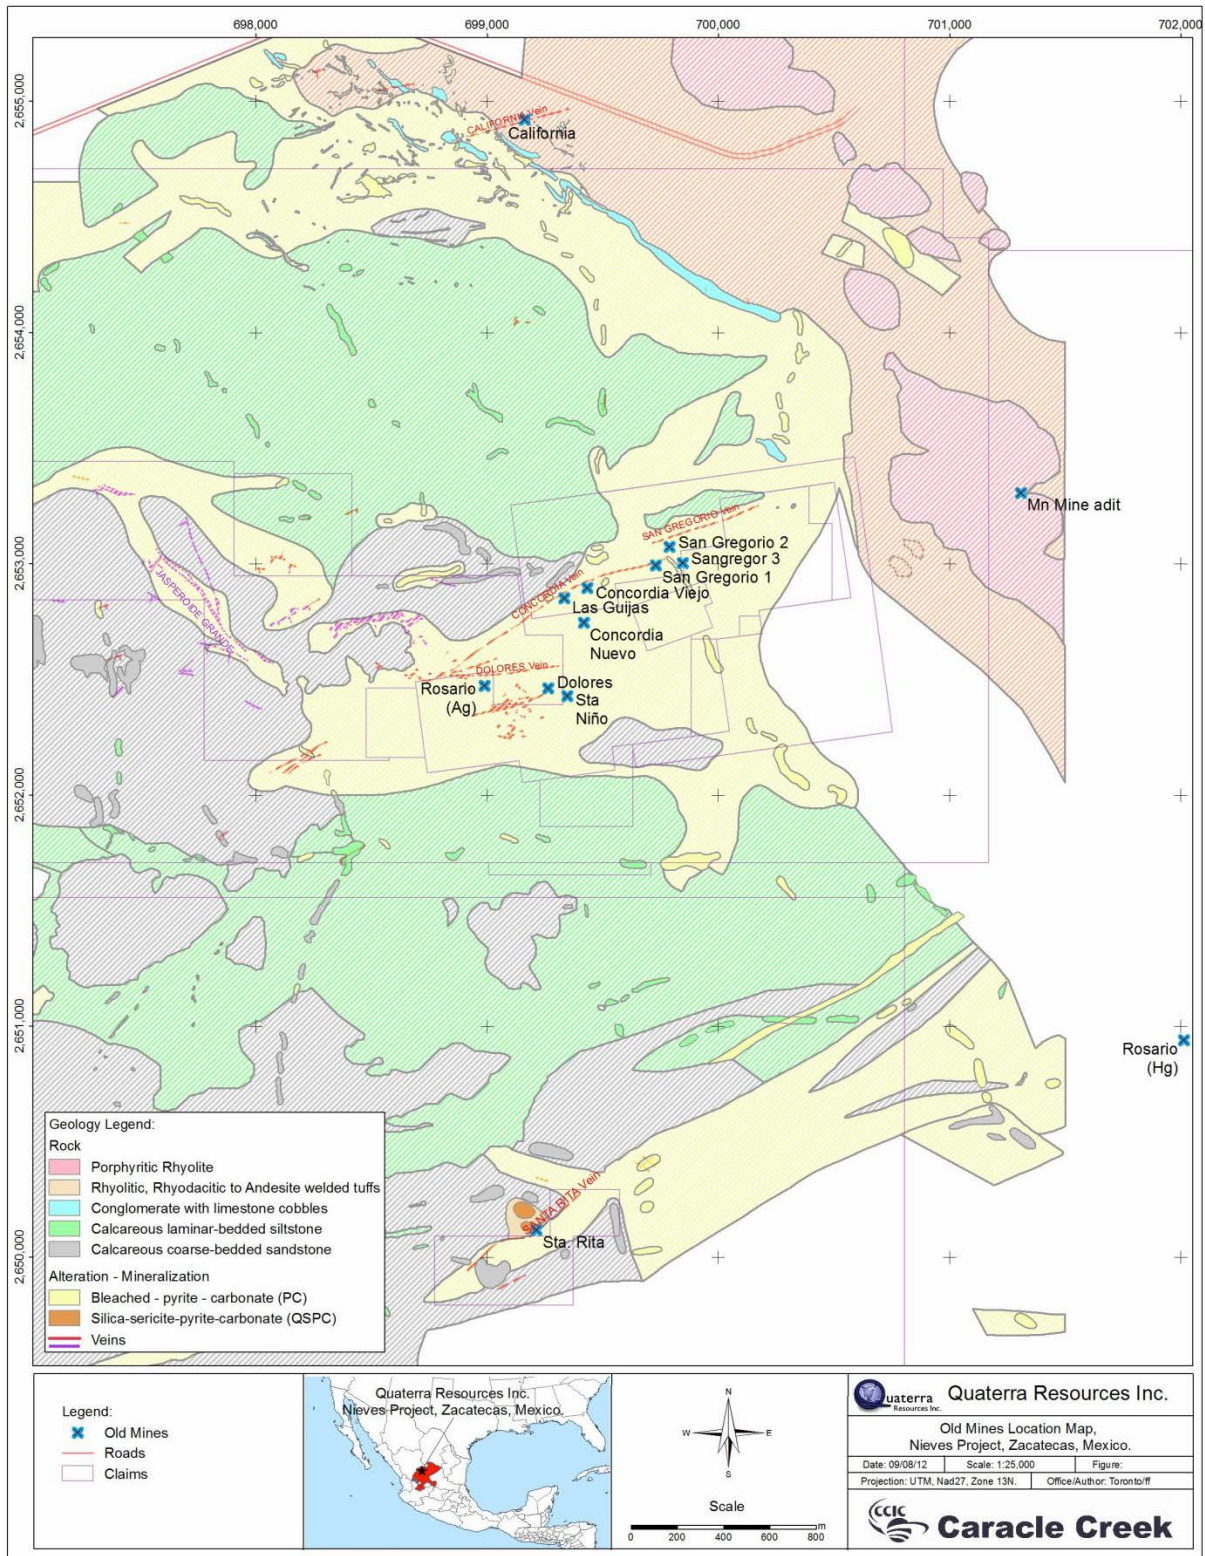 698,000
699,000
700,000
701,000
702,000
2,655,000
2,654,000
2,653,000
2,652,000
2,651,000
2,650,000
CALIFORNIA Vein
California
Mn Mine adit
SAN GREGORIO Vein
San Gregorio 2
Sangregor 3
San Gregorio 1
CONCORDIA Vein
Concordia Viejo
Las Guijas
Concordia
Nuevo
JASPEROIDE GRANDE
DOLORES Vein
Rosario
(Ag)
Dolores
Sta
Niño
Rosario
(Hg)
SANTA RITA Vein
Sta. Rita
Geology Legend:
Rock
Porphyritic Rhyolite
Rhyolitic, Rhyodacitic to Andesite welded tuffs
Conglomerate with limestone cobbles
Calcareous laminar-bedded siltstone
Calcareous coarse-bedded sandstone
Alteration - Mineralization
Bleached - pyrite - carbonate (PC)
Silica-sericite-pyrite-carbonate (QSPC)
Veins
Legend:
Old Mines
Roads
Claims
Quaterra Resources Inc.
Nieves Project, Zacatecas, Mexico.
N
W
E
S
Scale
0 200 400 600 800 m
Quaterra
Resources Inc.
Quaterra Resources Inc.
Old Mines Location Map,
Nieves Project, Zacatecas, Mexico.
Date: 09/08/12
Scale: 1:25,000
Figure:
Projection: UTM, Nad27, Zone 13N.
Office/Author: Toronto/ff
CCIC
Caracle Creek